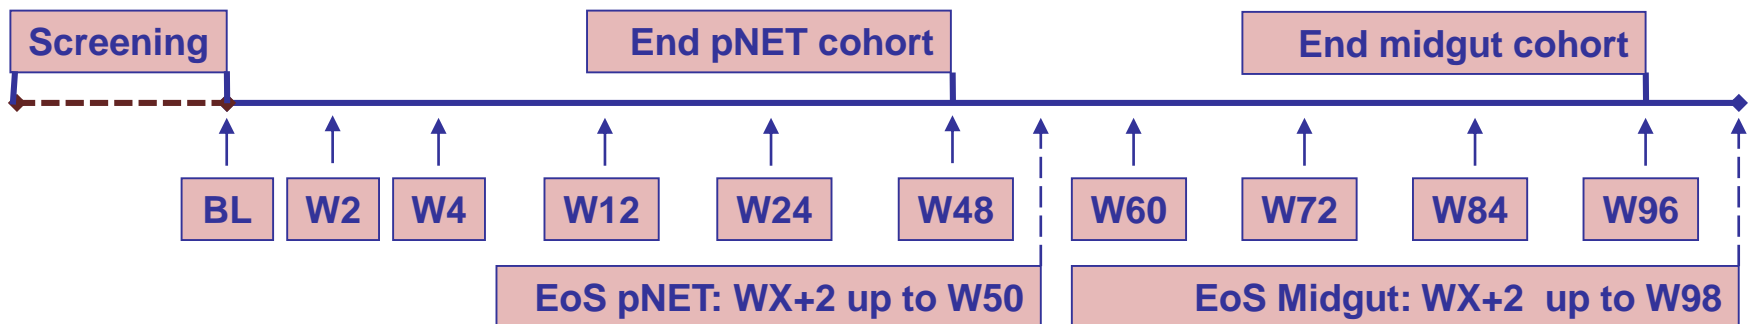 Screening
End pNET cohort
End midgut cohort
BL
W2
W4
W12
W24
W48
W60
W72
W84
W96
EoS pNET: WX+2 up to W50
EoS Midgut: WX+2 up to W98